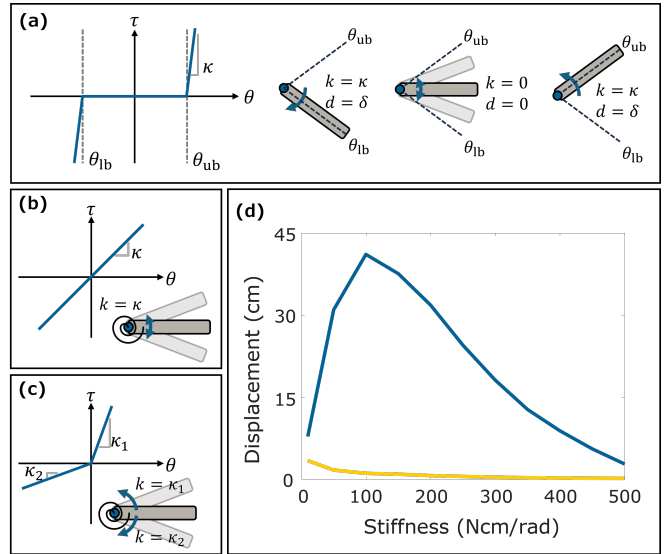 (a)
τ
κ
θ
θlb
θub
θub
k = κ
d = δ
θlb
θub
k = 0
d = 0
θlb
θub
k = κ
d = δ
θlb
(b)
τ
κ
θ
k = κ
(c)
τ
κ1
κ2
θ
k = κ1
k = κ2
(d)
45
30
15
0
Displacement (cm)
0 100 200 300 400 500
Stiffness (Ncm/rad)